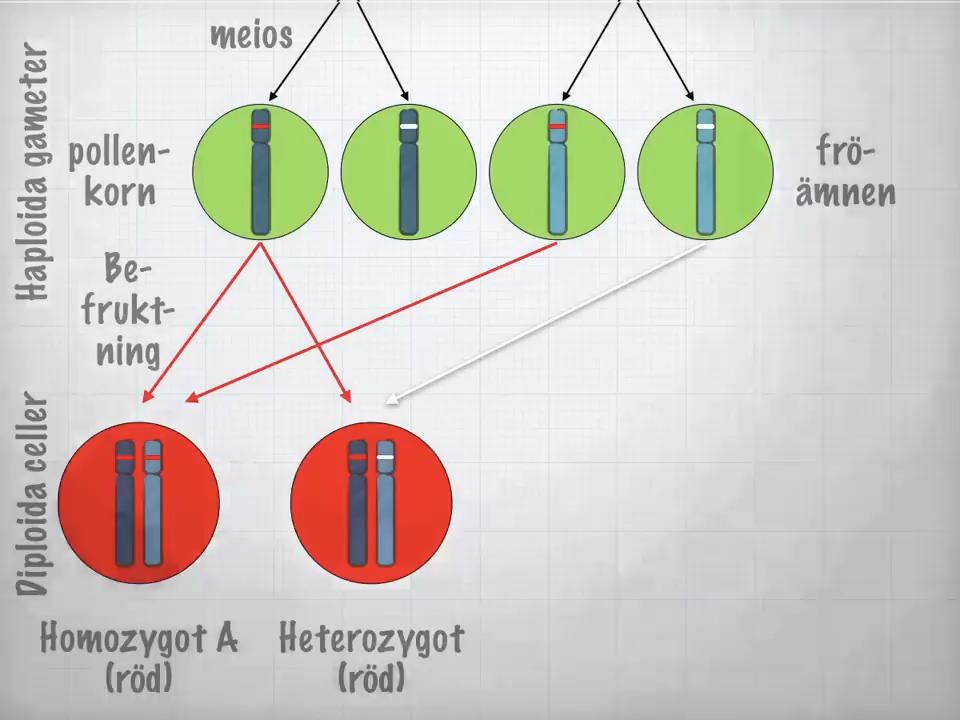 meios
Haploida gameter
pollen-
korn
frö-
ämnen
Be-
frukt-
ning
Diploida celler
Homozygot A
(röd)
Heterozygot
(röd)